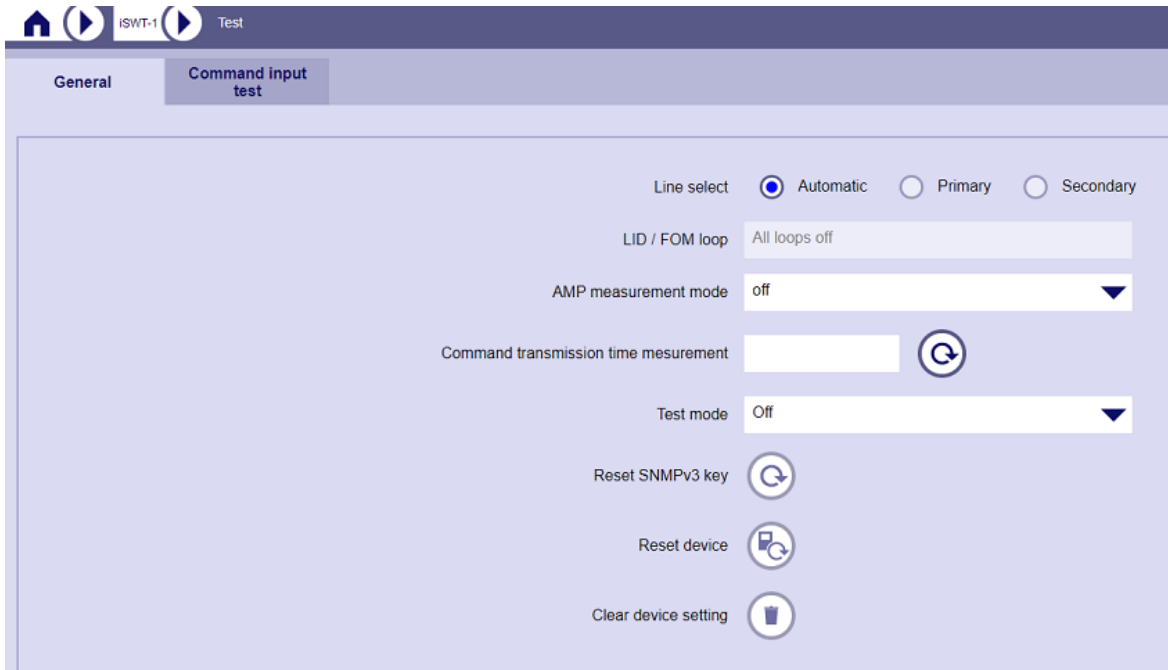 iSWT-1 Test
General Command input
test
Line select Automatic Primary Secondary
LID / FOM loop All loops off
AMP measurement mode off
Command transmission time mesurement
Test mode Off
Reset SNMPv3 key
Reset device
Clear device setting